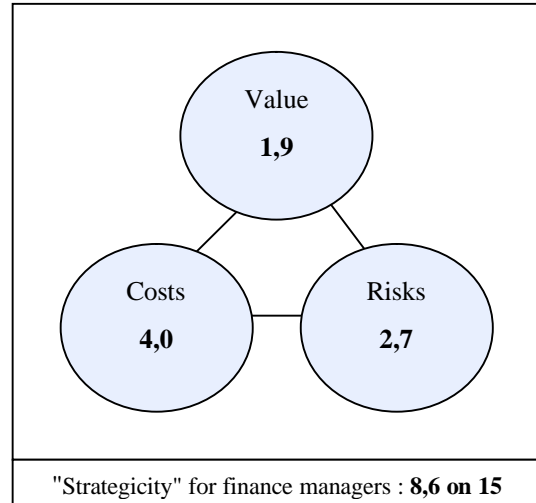 Value
1,9
Costs
4,0
Risks
2,7
"Strategicity" for finance managers : 8,6 on 15